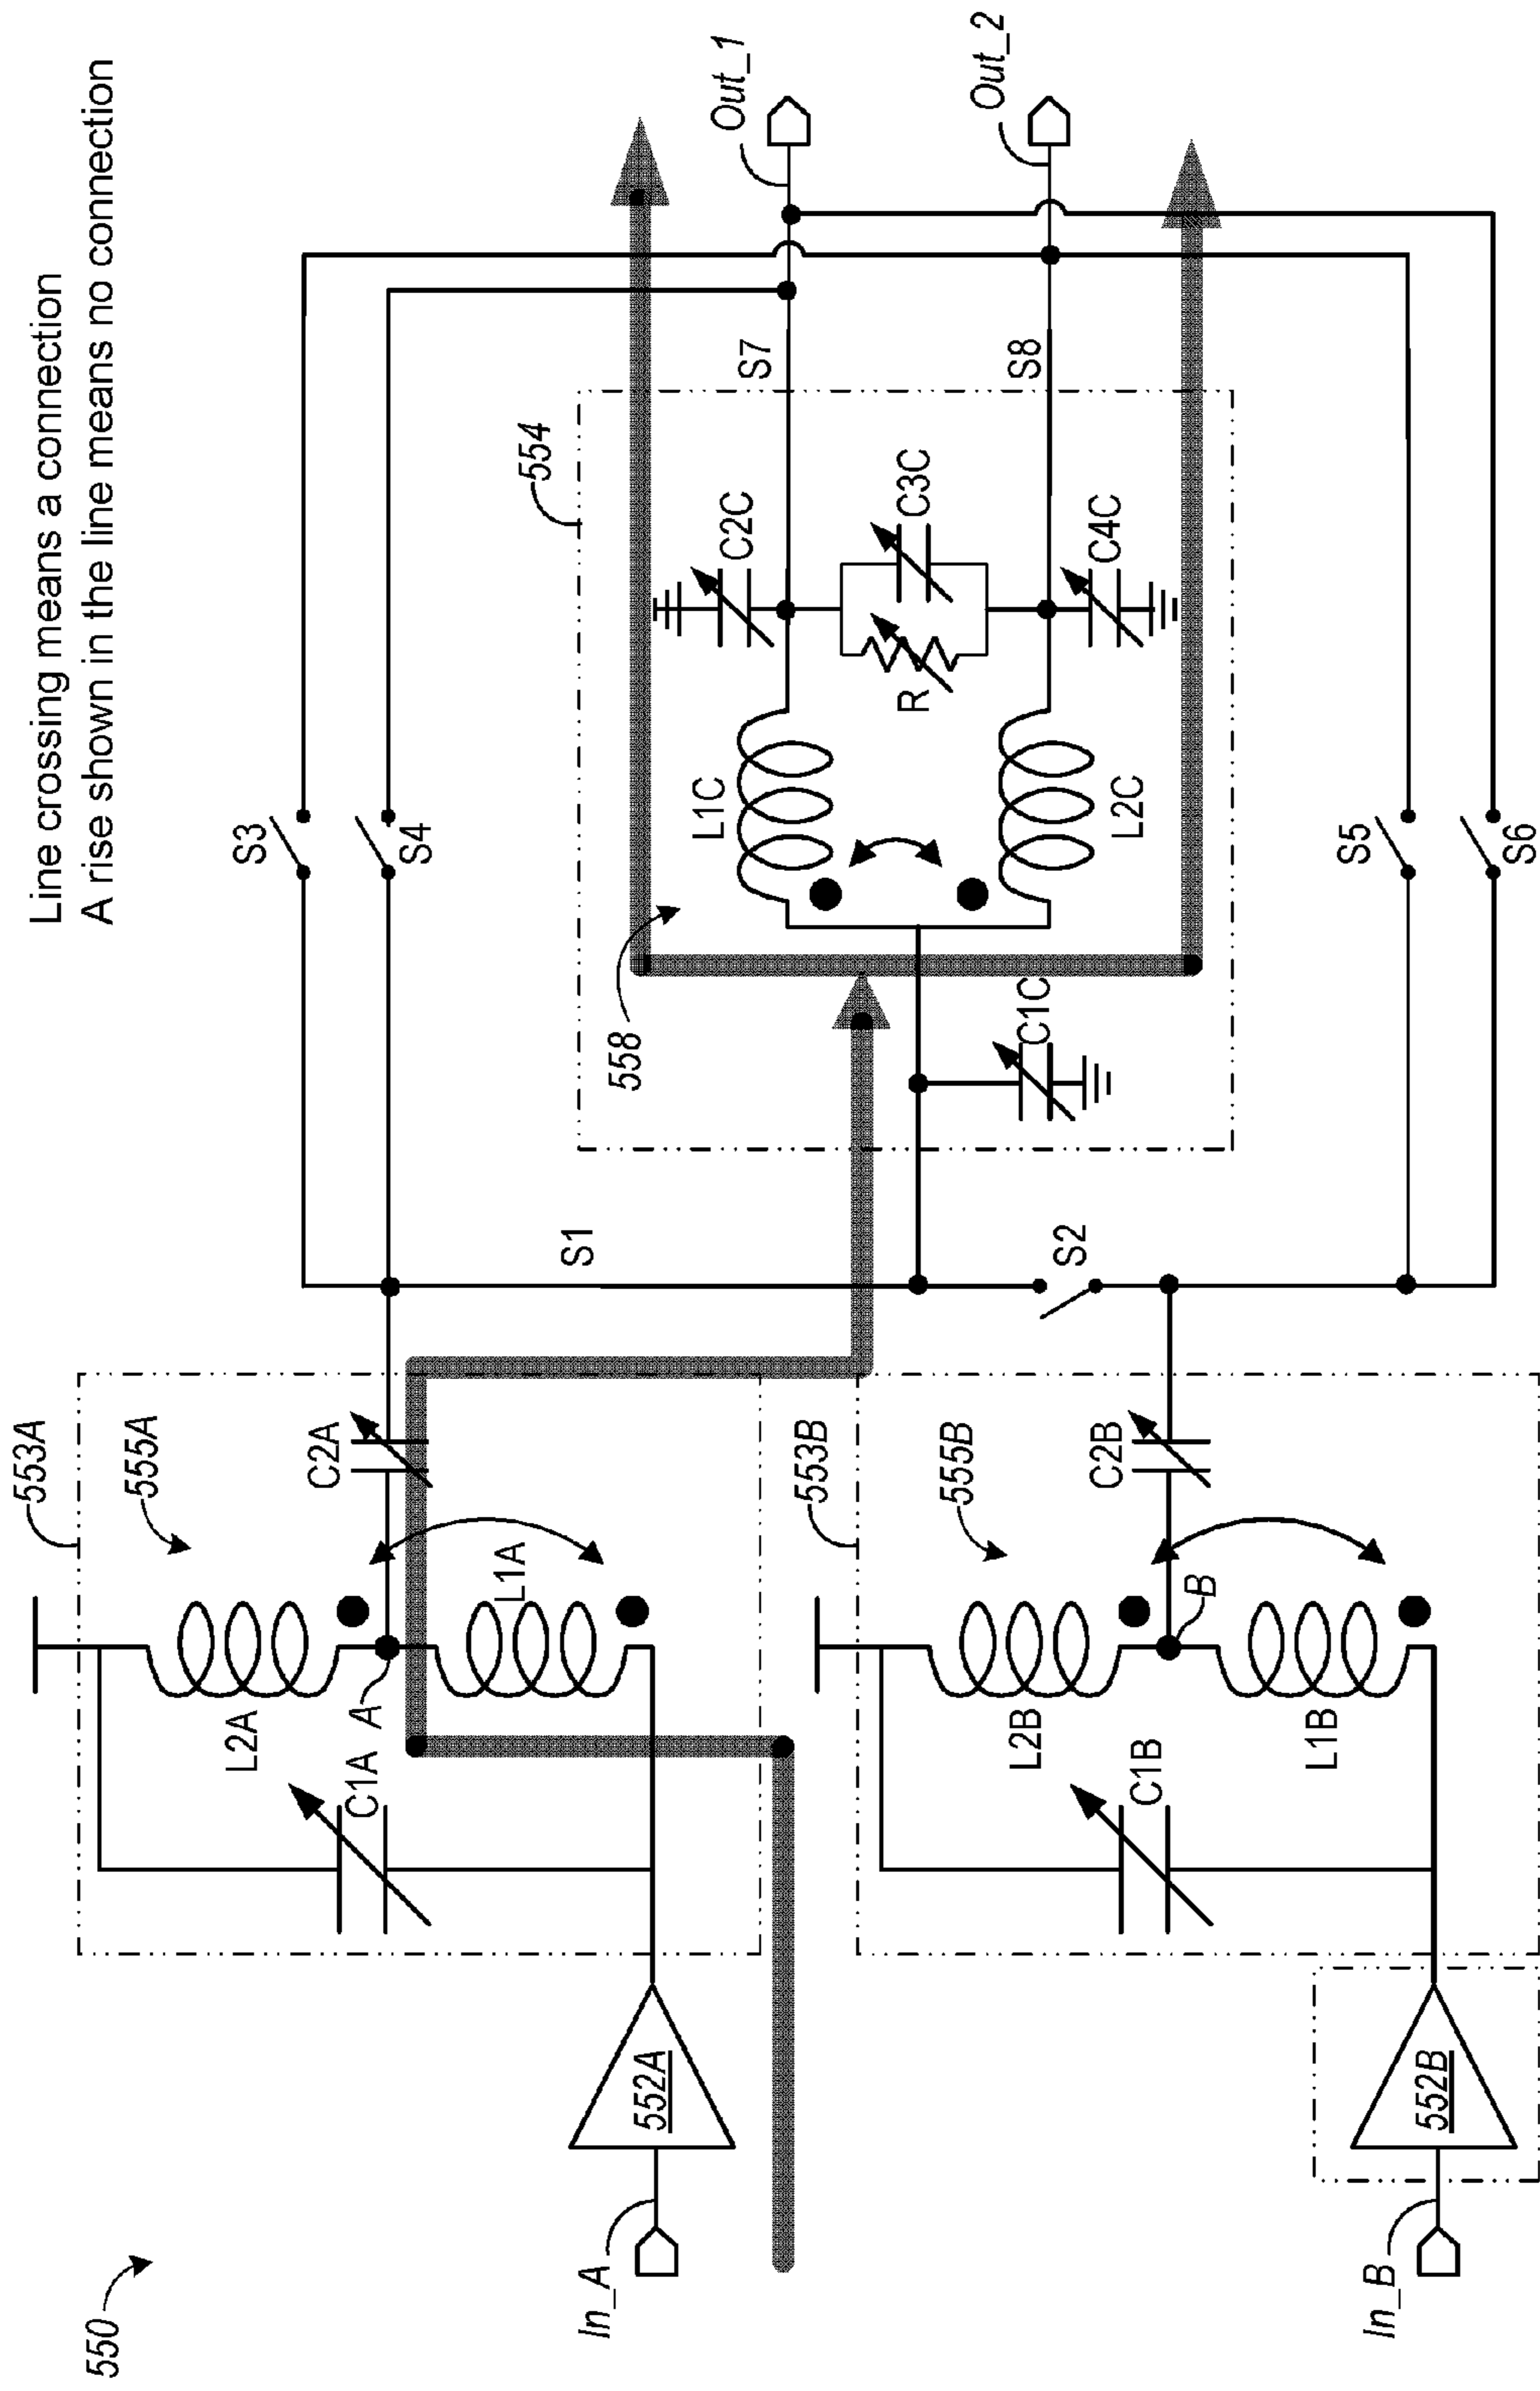 Line crossing means a connection
A rise shown in the line means no connection
550
553A
555A
L2A
C1A
A
L1A
C2A
552A
In_A
S3
S4
S1
554
558
L1C
C2C
S7
Out_1
R
C3C
C1C
L2C
C4C
S8
Out_2
S2
553B
555B
L2B
C1B
B
L1B
C2B
552B
In_B
S5
S6